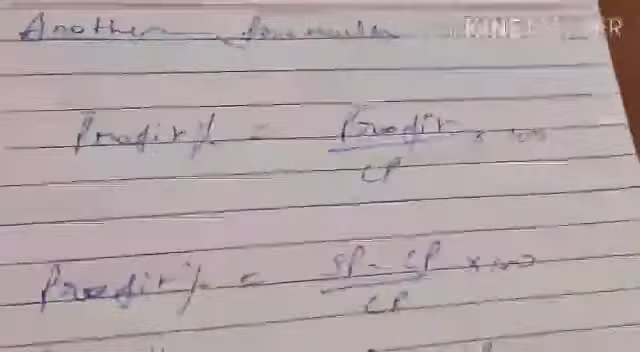 Another formula
Profit % = Profit / CP x 100
Profit % = SP - CP / CP x 100